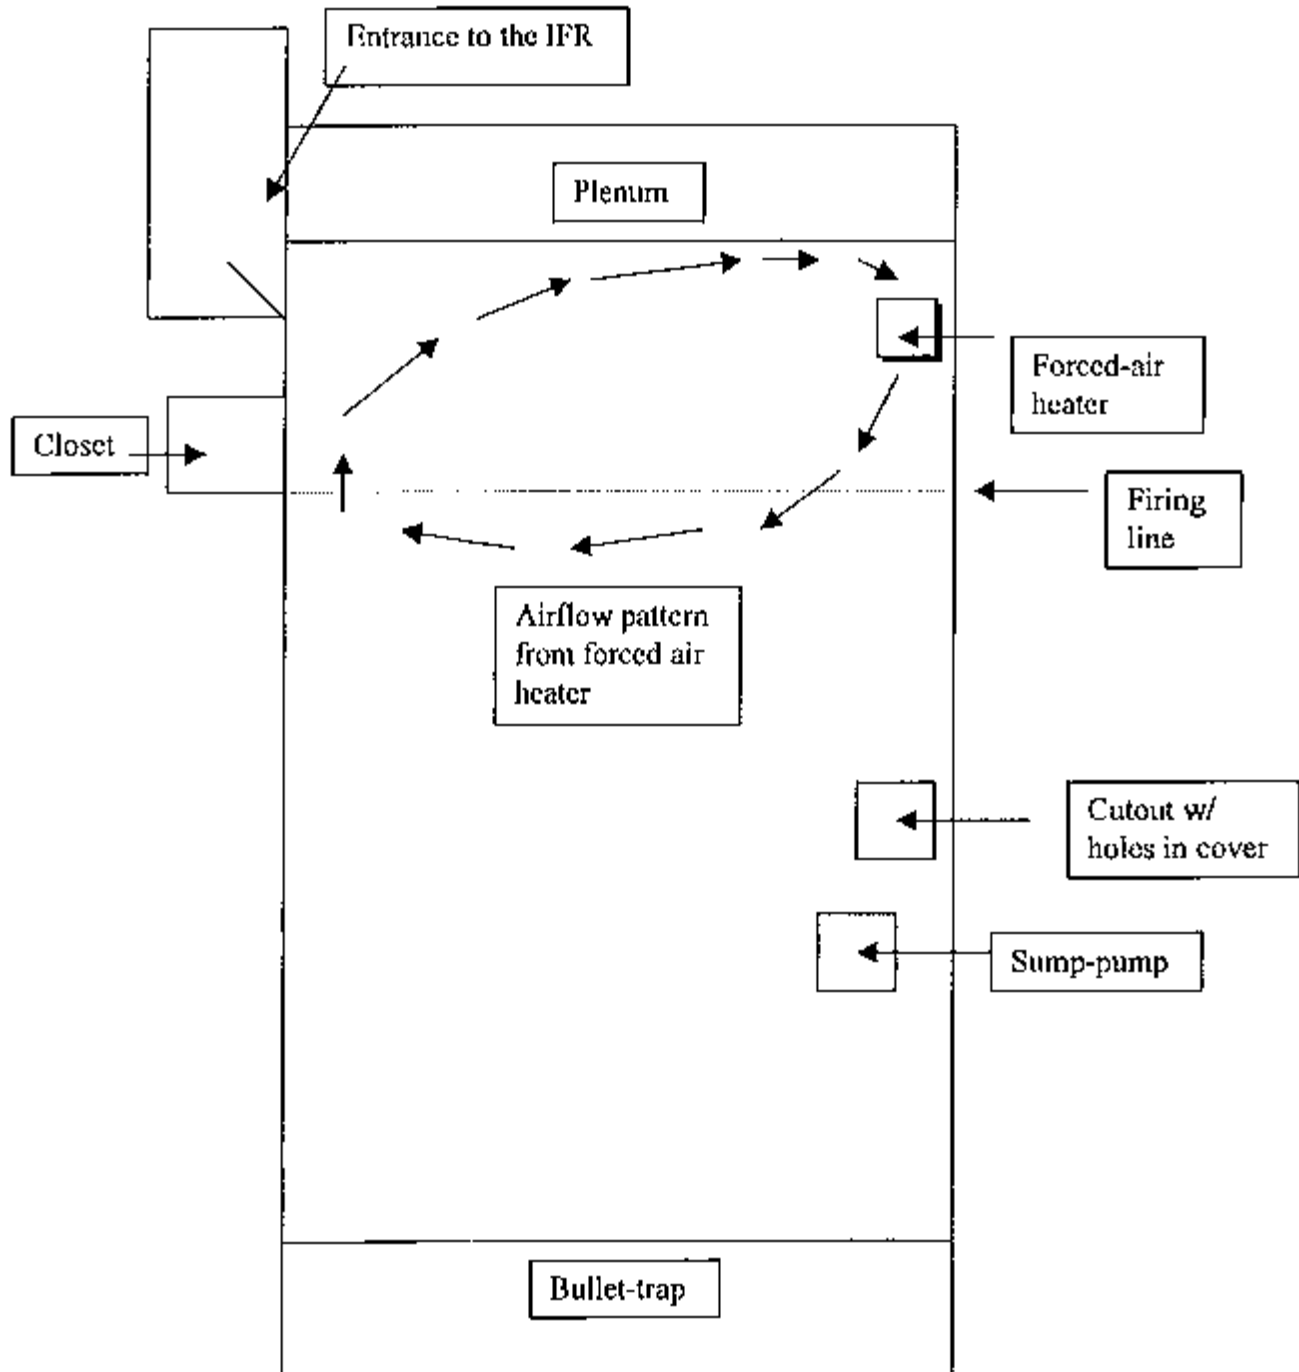 Entrance to the IFR
Plenum
Forced-air
heater
Closet
Firing
line
Airflow pattern
from forced air
heater
Cutout w/
holes in cover
Sump-pump
Bullet-trap